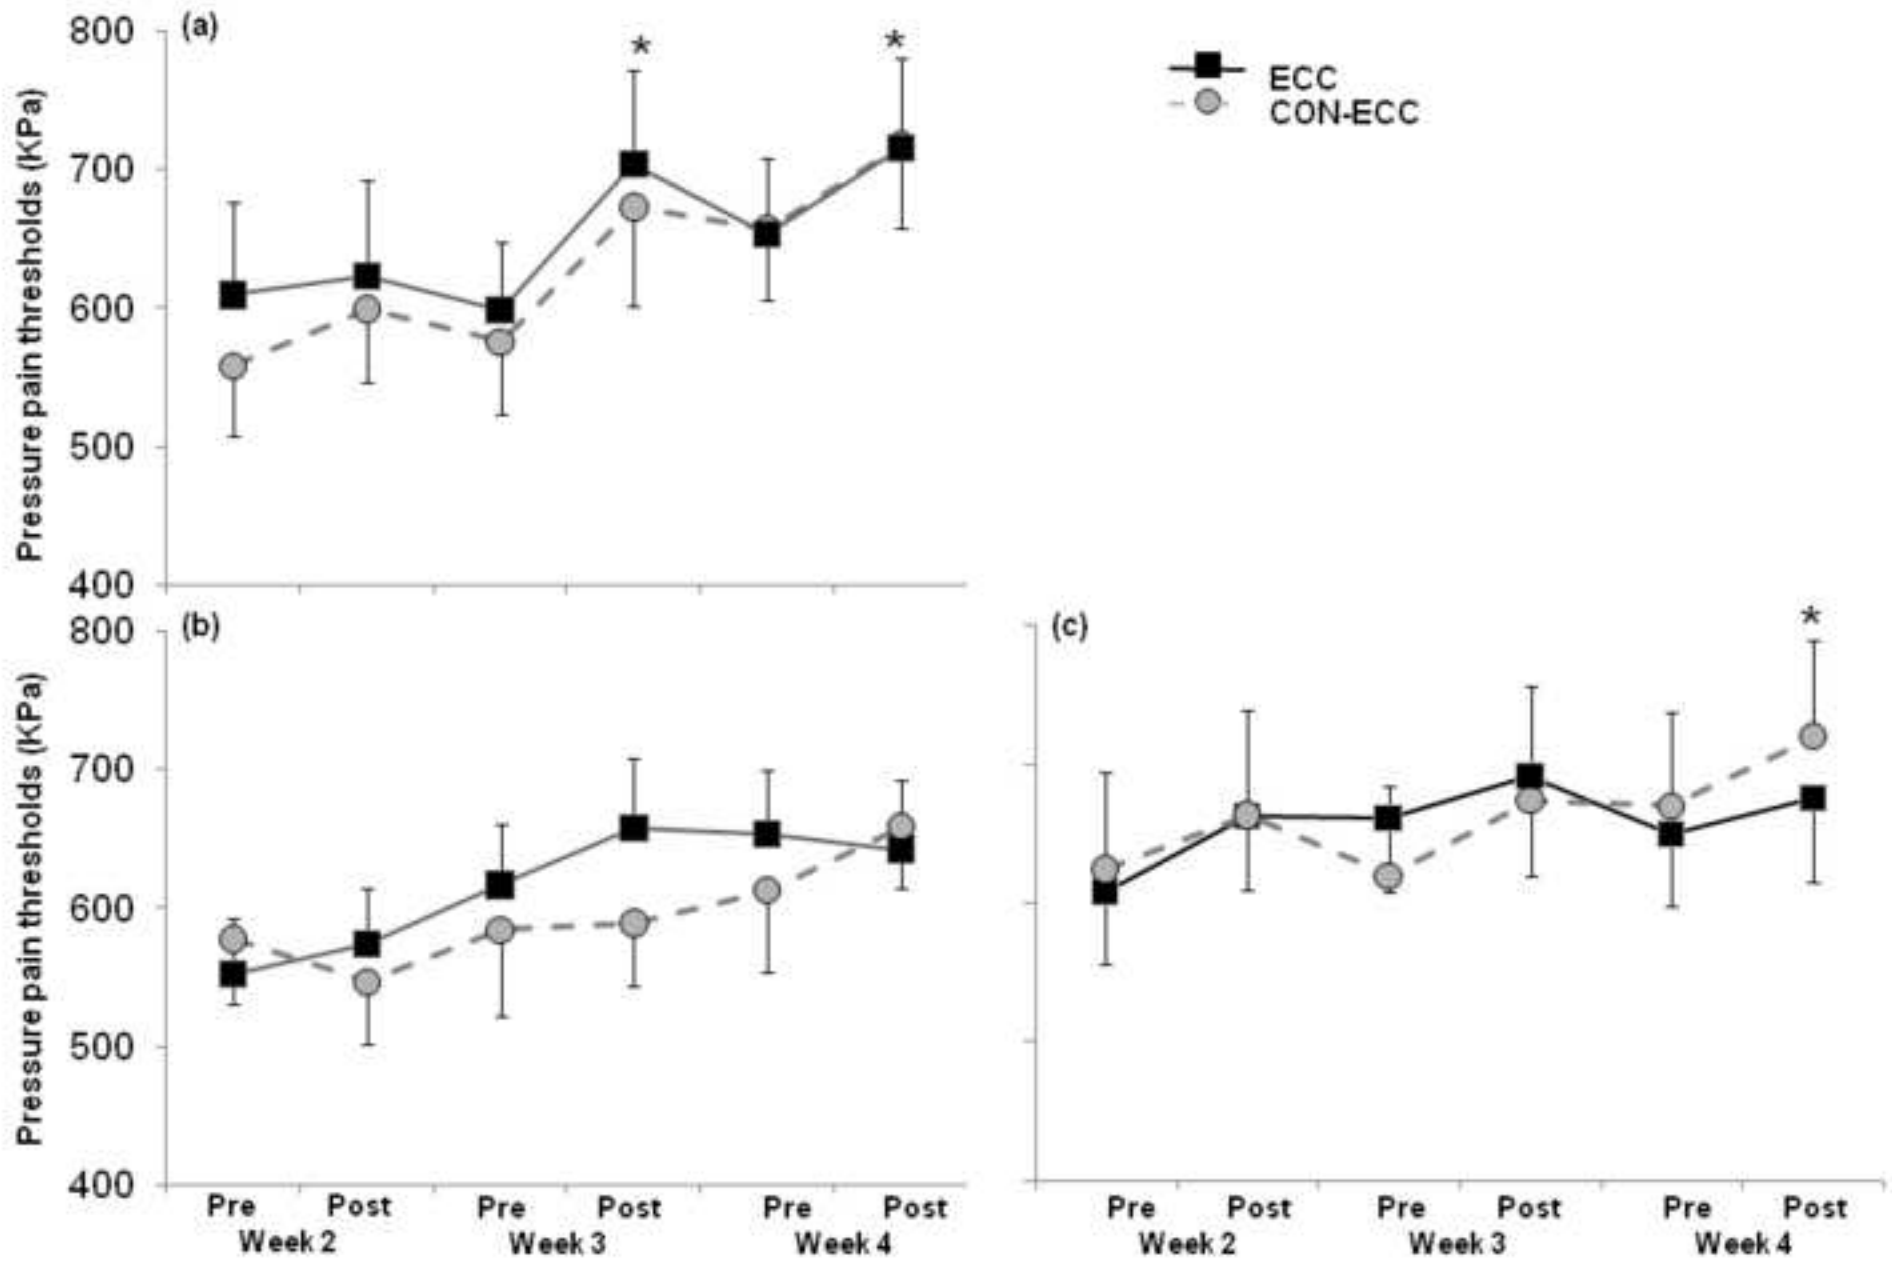 (a)
*
*
800
700
600
500
400
Pressure pain thresholds (KPa)
ECC
CON-ECC
(b)
800
700
600
500
400
Pressure pain thresholds (KPa)
Pre Post Pre Post Pre Post
Week 2 Week 3 Week 4
(c)
*
Pre Post Pre Post Pre Post
Week 2 Week 3 Week 4